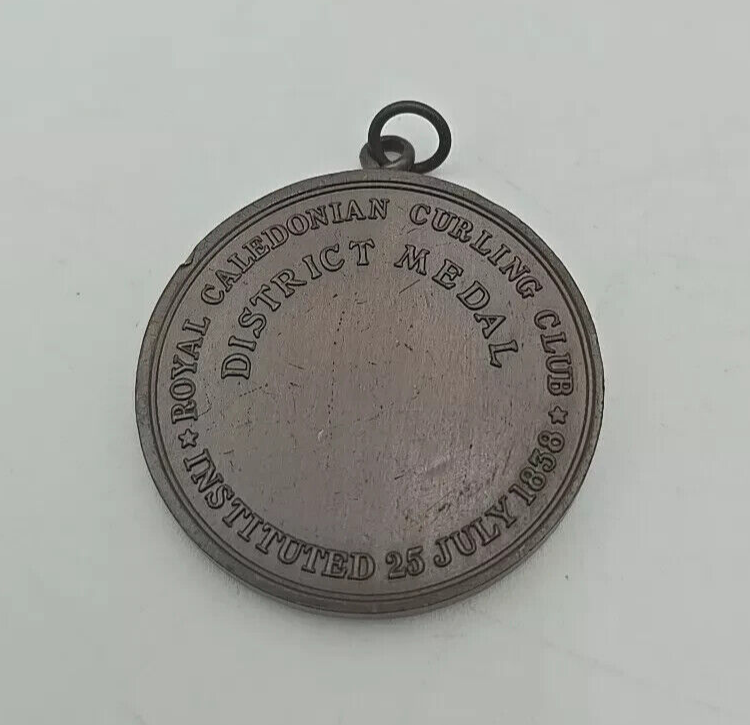 ROYAL CALEDONIAN CURLING CLUB
DISTRICT MEDAL
INSTITUTED 25 JULY 1838